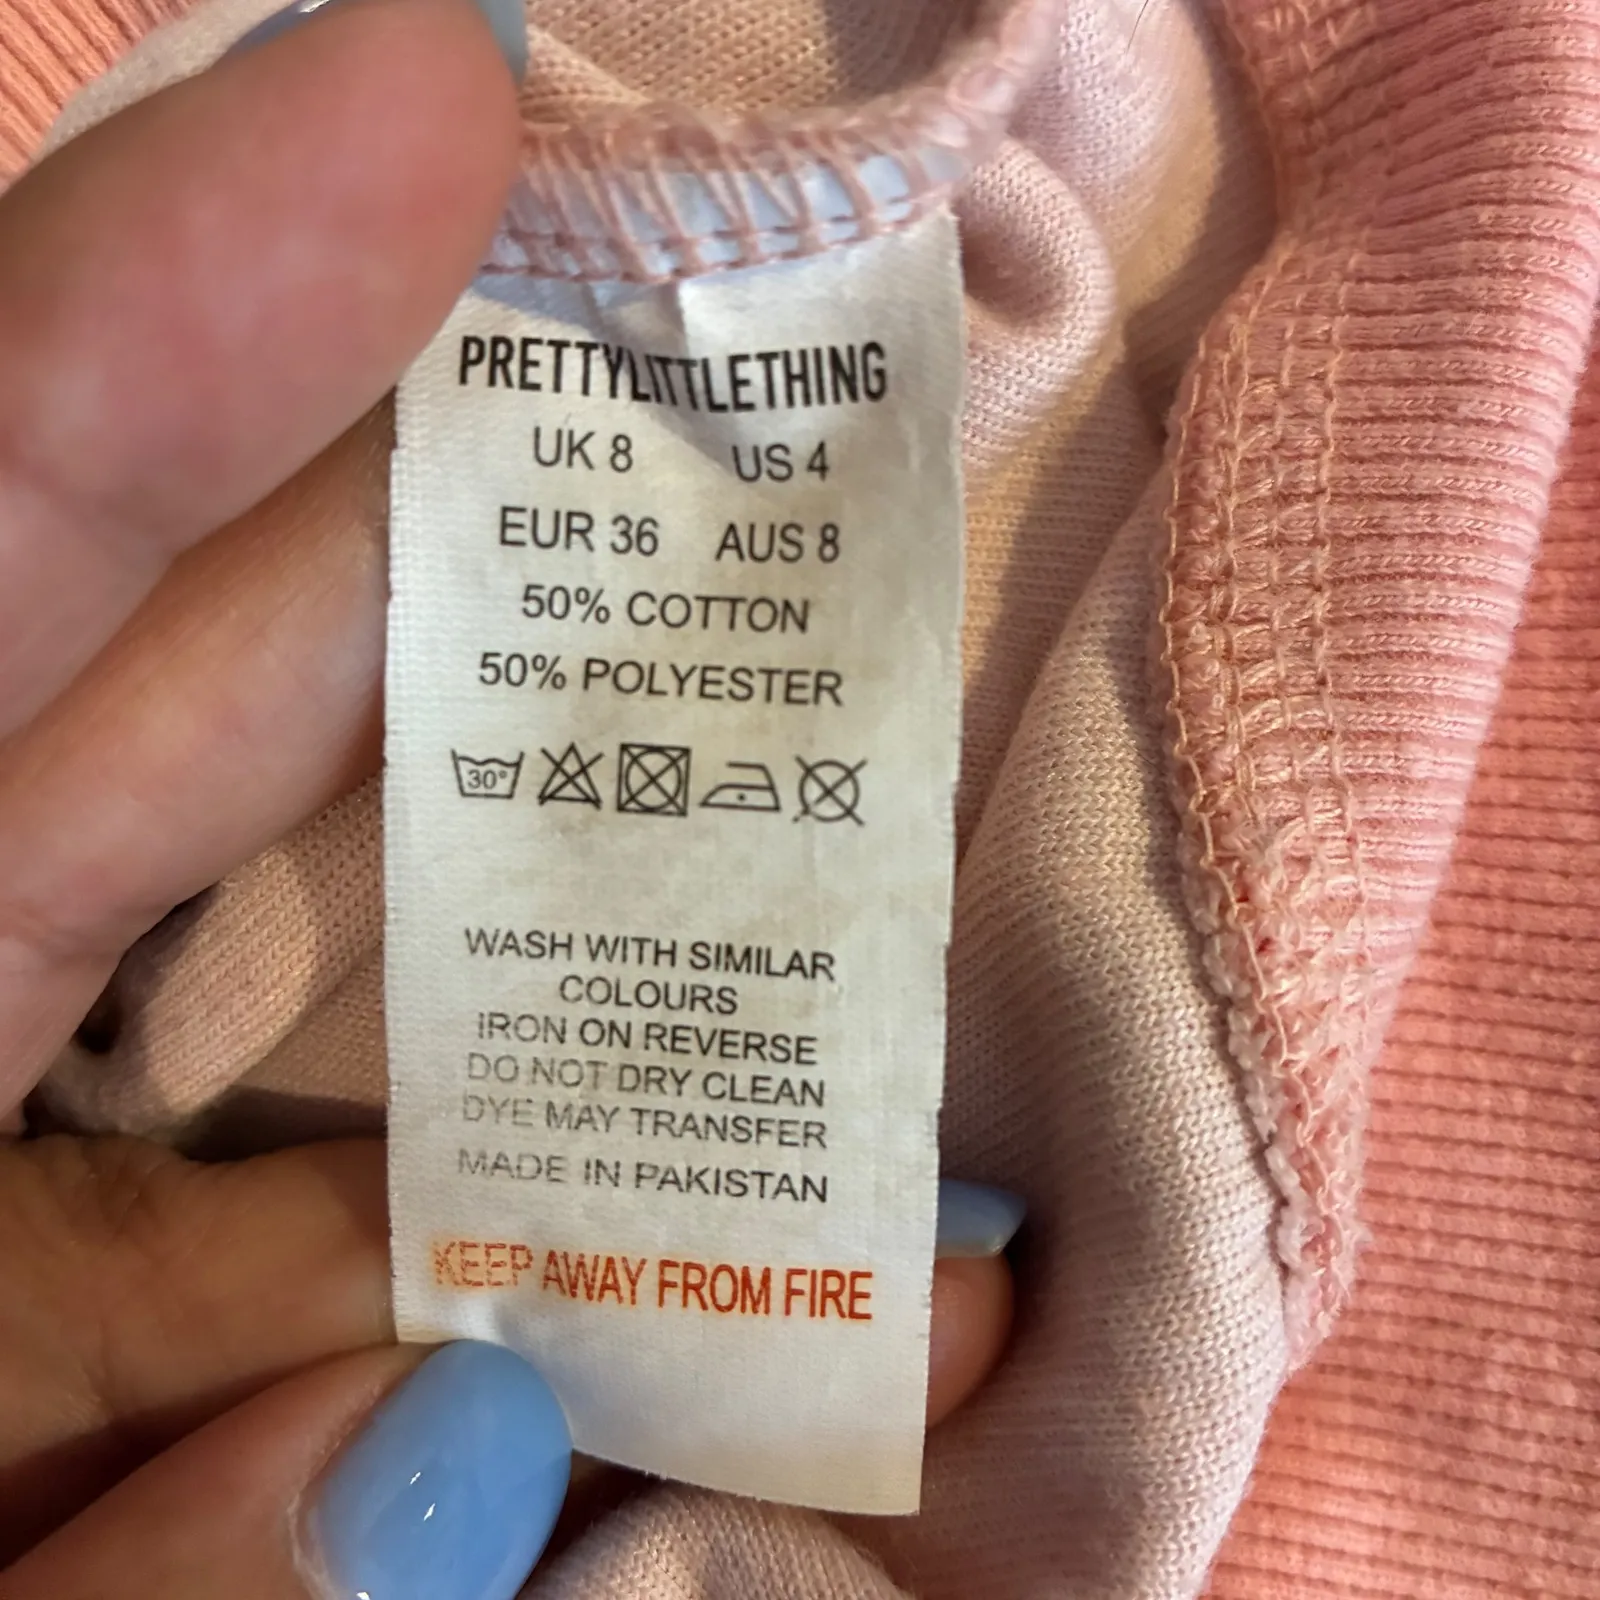 PRETTYLITTLETHING
UK 8 US 4
EUR 36 AUS 8
50% COTTON
50% POLYESTER
30°
WASH WITH SIMILAR
COLOURS
IRON ON REVERSE
DO NOT DRY CLEAN
DYE MAY TRANSFER
MADE IN PAKISTAN
KEEP AWAY FROM FIRE